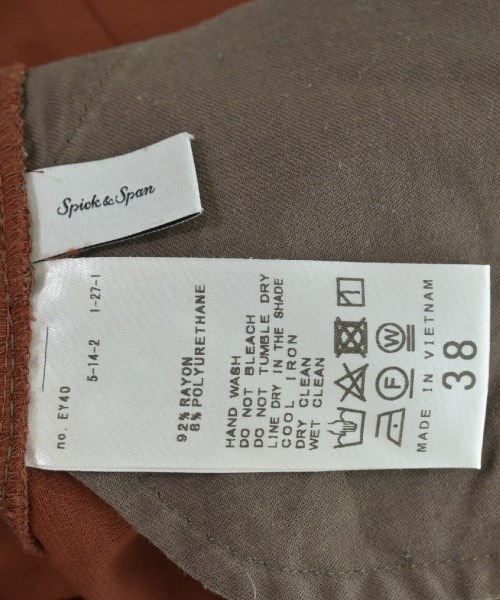 Spick & Span
no. EY40
5-14-2 1-27-1
92% RAYON
8% POLYURETHANE
HAND WASH
DO NOT BLEACH
DO NOT TUMBLE DRY
LINE DRY IN THE SHADE
COOL IRON
DRY CLEAN
WET CLEAN
F
W
MADE IN VIETNAM
38